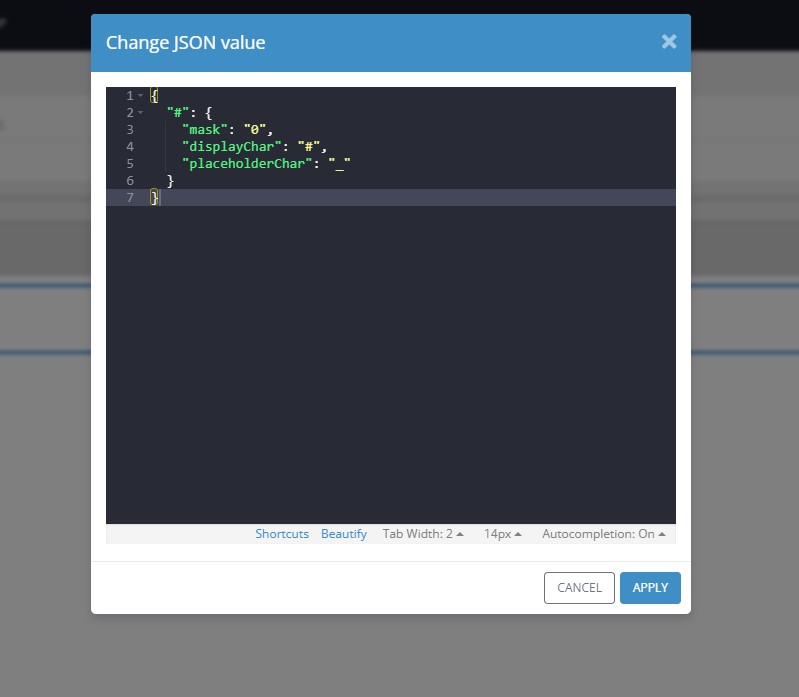 Change JSON value ×
1 {
2 "#": {
3 "mask": "0",
4 "displayChar": "#",
5 "placeholderChar": "_"
6 }
7 }
Shortcuts Beautify Tab Width: 2 14px Autocompletion: On
CANCEL APPLY